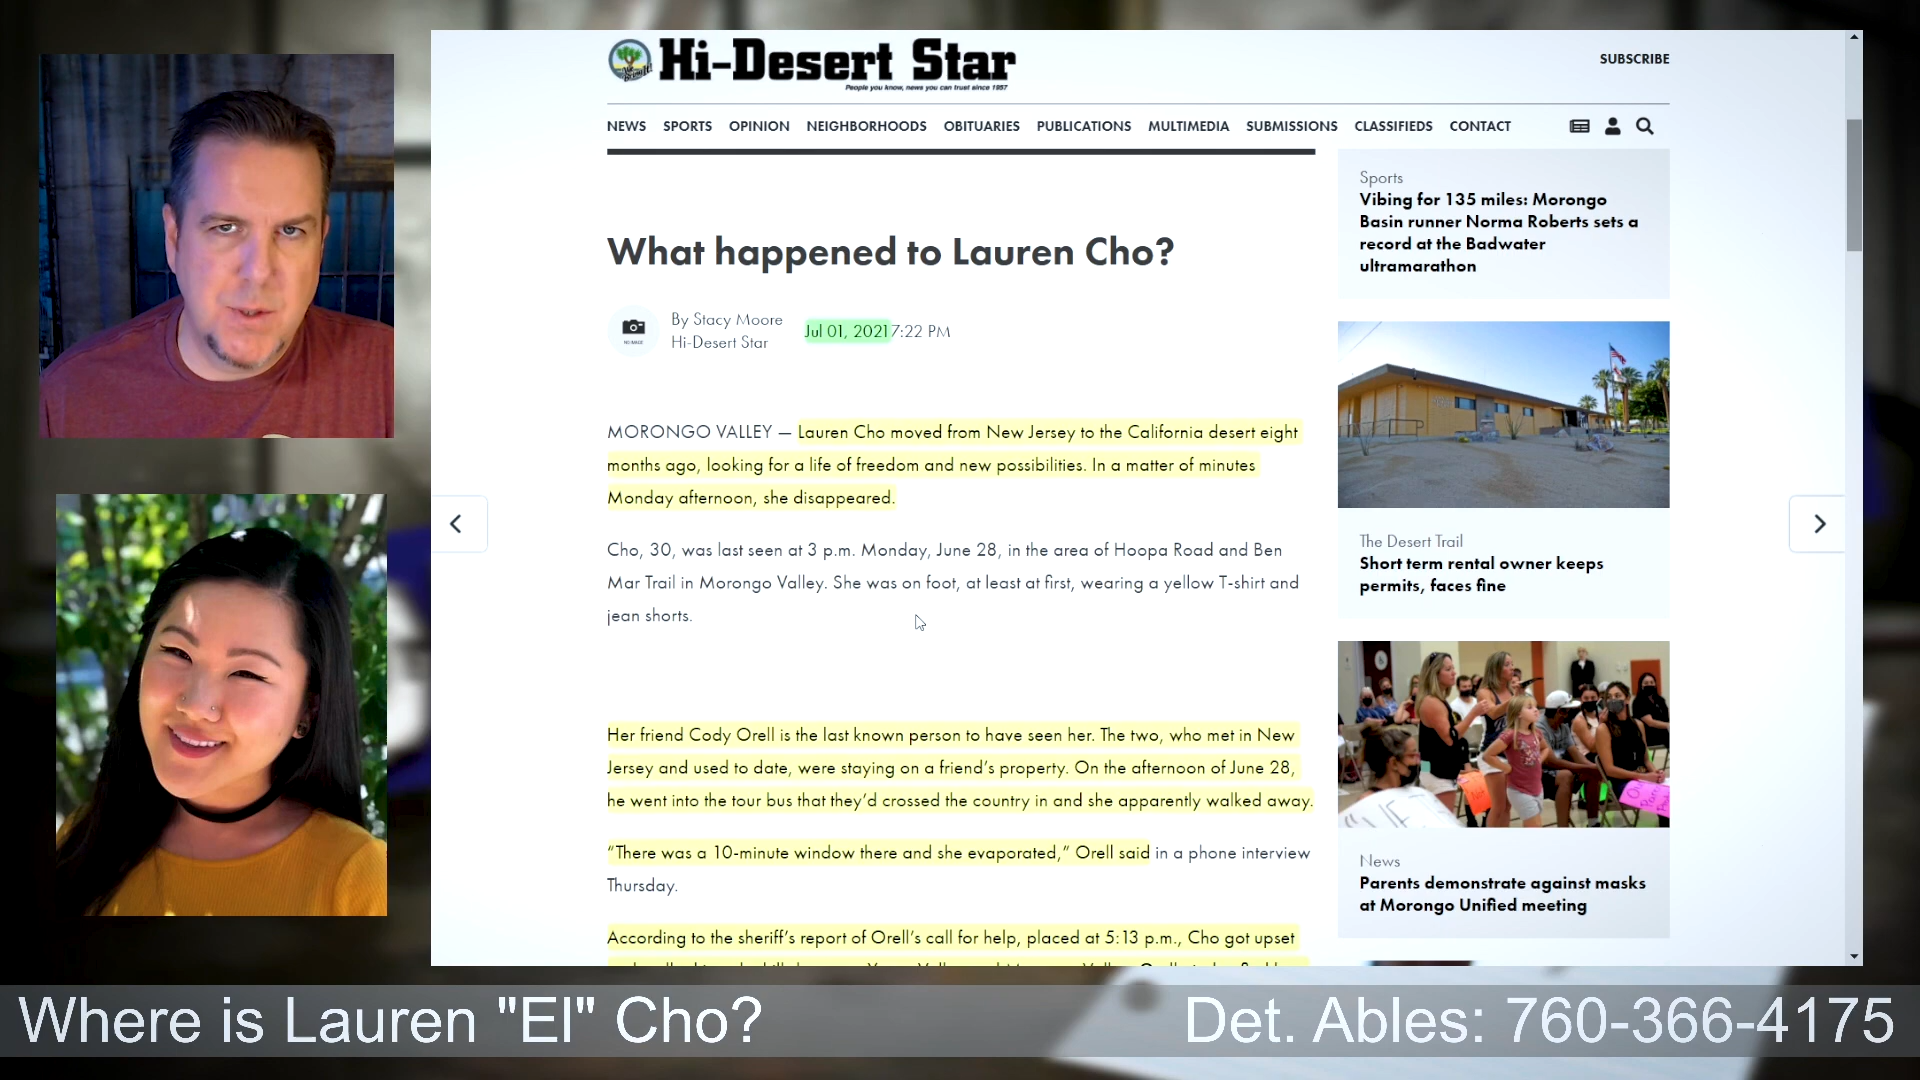 Hi-Desert Star
People you know, news you can trust since 1957
SUBSCRIBE
NEWS SPORTS OPINION NEIGHBORHOODS OBITUARIES PUBLICATIONS MULTIMEDIA SUBMISSIONS CLASSIFIEDS CONTACT
What happened to Lauren Cho?
By Stacy Moore
Hi-Desert Star
Jul 01, 2021 7:22 PM
NO IMAGE
MORONGO VALLEY — Lauren Cho moved from New Jersey to the California desert eight
months ago, looking for a life of freedom and new possibilities. In a matter of minutes
Monday afternoon, she disappeared.
Cho, 30, was last seen at 3 p.m. Monday, June 28, in the area of Hoopa Road and Ben
Mar Trail in Morongo Valley. She was on foot, at least at first, wearing a yellow T-shirt and
jean shorts.
Her friend Cody Orell is the last known person to have seen her. The two, who met in New
Jersey and used to date, were staying on a friend's property. On the afternoon of June 28,
he went into the tour bus that they'd crossed the country in and she apparently walked away.
“There was a 10-minute window there and she evaporated,” Orell said in a phone interview
Thursday.
According to the sheriff's report of Orell's call for help, placed at 5:13 p.m., Cho got upset
Sports
Vibing for 135 miles: Morongo
Basin runner Norma Roberts sets a
record at the Badwater
ultramarathon
The Desert Trail
Short term rental owner keeps
permits, faces fine
News
Parents demonstrate against masks
at Morongo Unified meeting
Where is Lauren "El" Cho?
Det. Ables: 760-366-4175